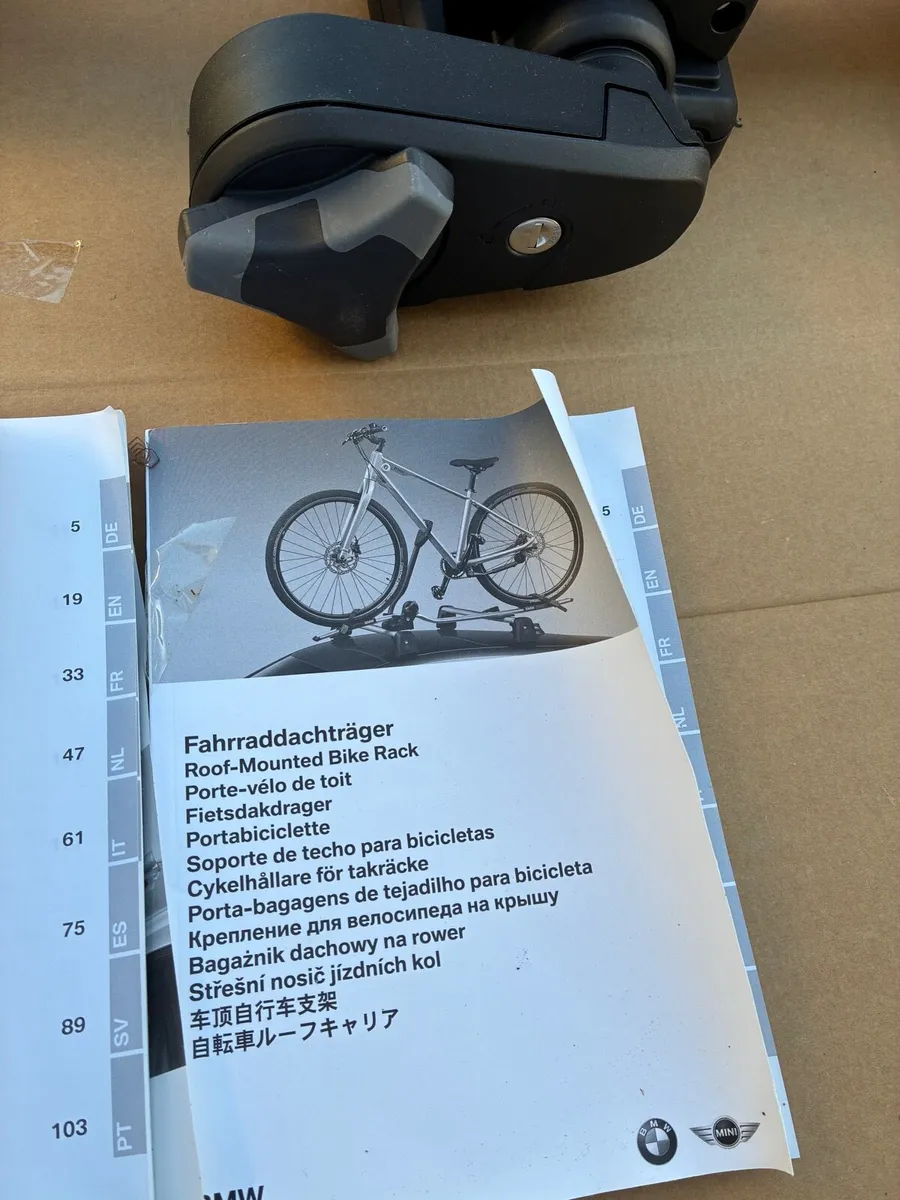 5
DE
19
EN
33
FR
47
NL
61
IT
75
ES
89
SV
103
PT
Fahrraddachträger
Roof-Mounted Bike Rack
Porte-vélo de toit
Fietsdakdrager
Portabiciclette
Soporte de techo para bicicletas
Cykelhållare för takräcke
Porta-bagagens de tejadilho para bicicleta
Крепление для велосипеда на крышу
Bagażnik dachowy na rower
Střešní nosič jízdních kol
车顶自行车支架
自転車ルーフキャリア
BMW
MINI
BMW
5
DE
EN
FR
NL